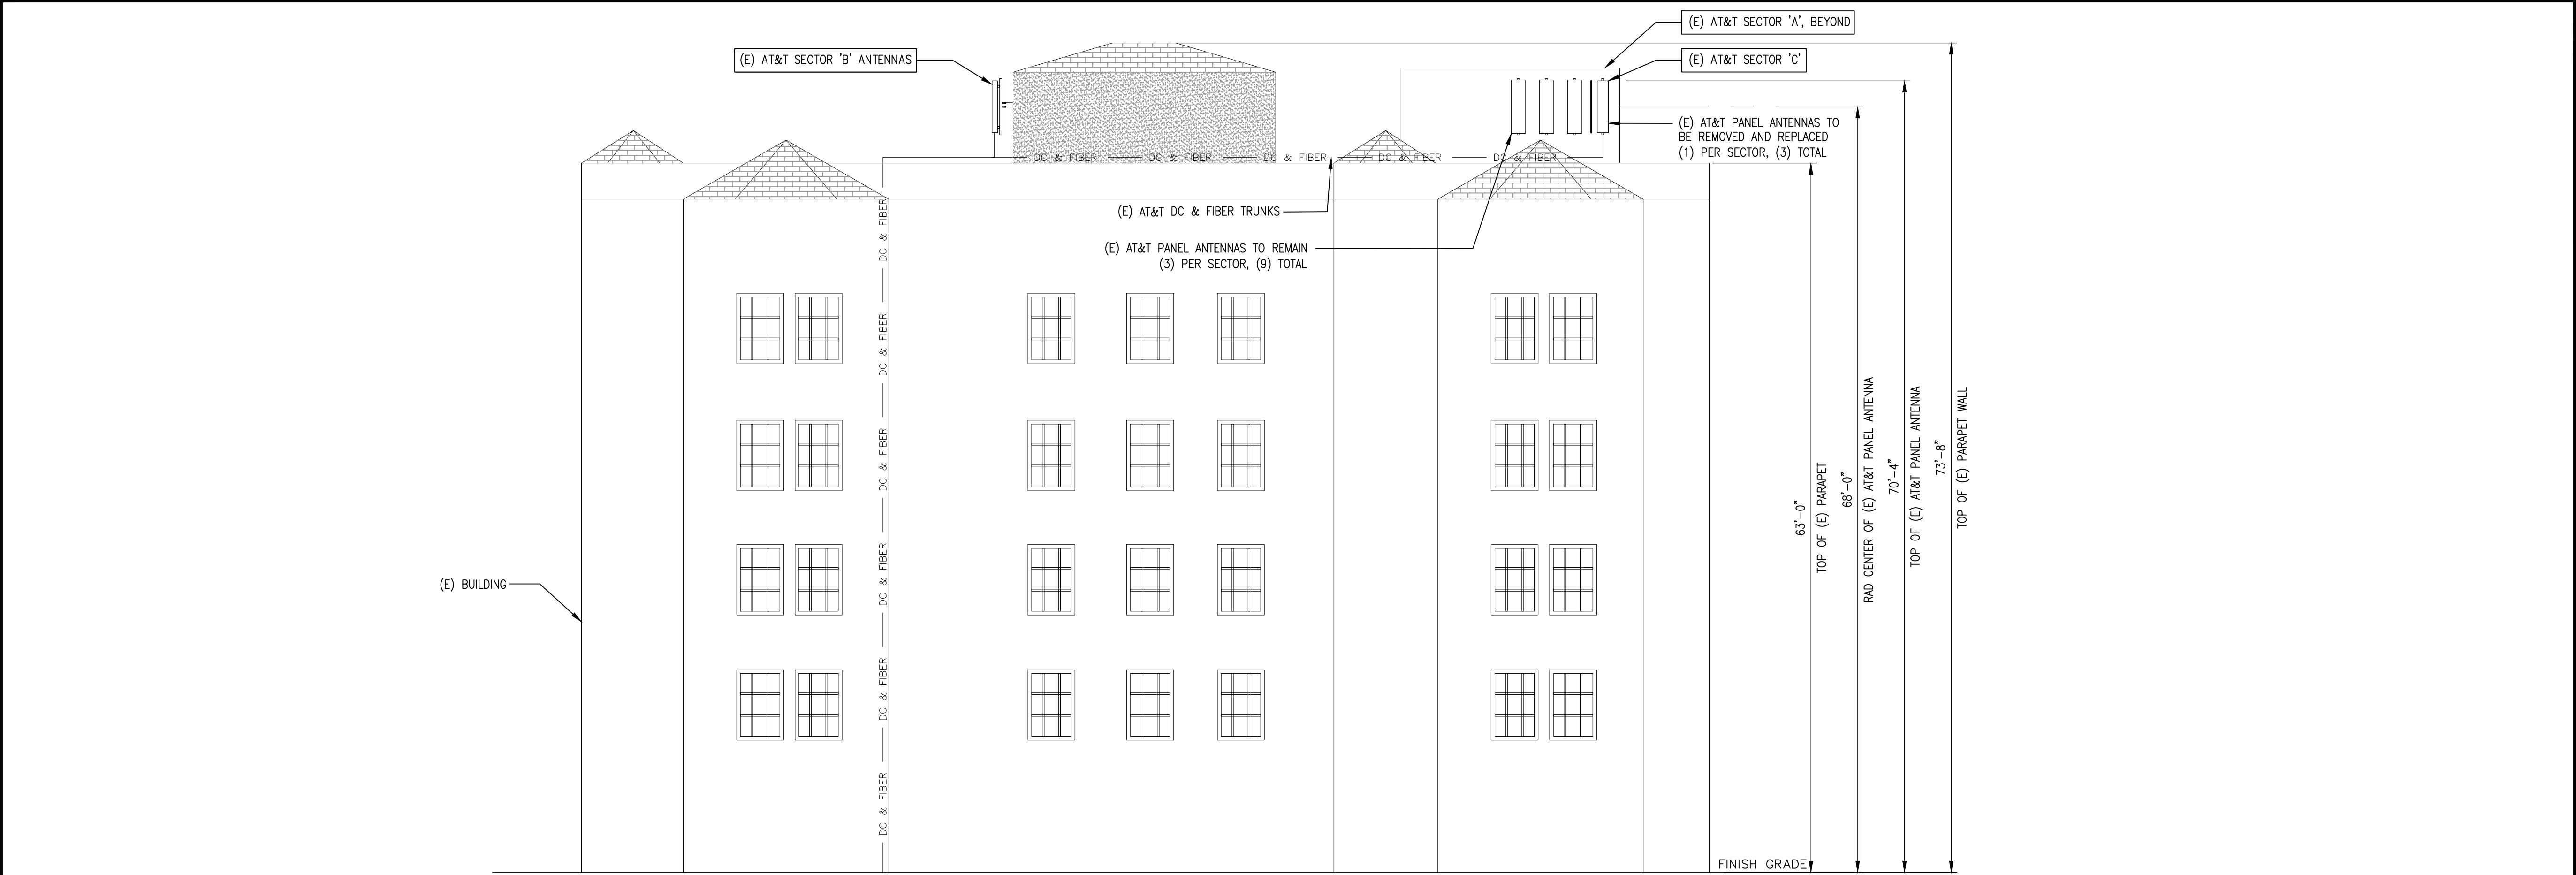 (E) AT&T SECTOR 'A', BEYOND
(E) AT&T SECTOR 'B' ANTENNAS
(E) AT&T SECTOR 'C'
(E) AT&T PANEL ANTENNAS TO
BE REMOVED AND REPLACED
(1) PER SECTOR, (3) TOTAL
DC & FIBER
DC & FIBER
DC & FIBER
DC & FIBER
DC & FIBER
(E) AT&T DC & FIBER TRUNKS
(E) AT&T PANEL ANTENNAS TO REMAIN
(3) PER SECTOR, (9) TOTAL
DC & FIBER
DC & FIBER
DC & FIBER
DC & FIBER
DC & FIBER
DC & FIBER
(E) BUILDING
63'-0"
TOP OF (E) PARAPET
68'-0"
RAD CENTER OF (E) AT&T PANEL ANTENNA
70'-4"
TOP OF (E) AT&T PANEL ANTENNA
73'-8"
TOP OF (E) PARAPET WALL
FINISH GRADE